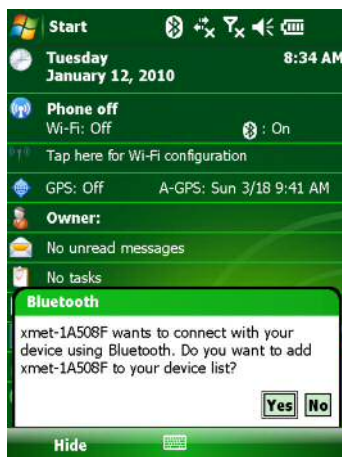 Start
Tuesday 8:34 AM
January 12, 2010
Phone off
Wi-Fi: Off : On
Tap here for Wi-Fi configuration
GPS: Off A-GPS: Sun 3/18 9:41 AM
Owner:
No unread messages
No tasks
Bluetooth
xmet-1A508F wants to connect with your
device using Bluetooth. Do you want to add
xmet-1A508F to your device list?
Yes No
Hide